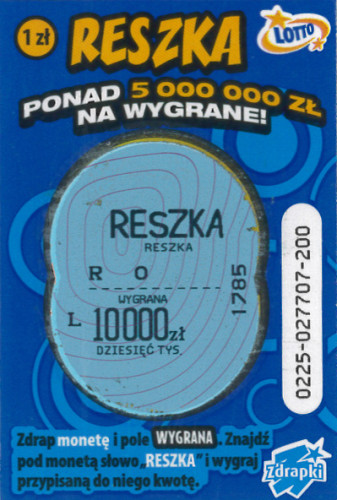 1 zł
RESZKA
LOTTO
PONAD 5 000 000 ZŁ
NA WYGRANE!
RESZKA
RESZKA
R O
1785
WYGRANA
L 10000zł
DZIESIĘĆ TYS.
0225-027707-200
Zdrap monetę i pole WYGRANA. Znajdź
pod monetą słowo „RESZKA” i wygraj
przypisaną do niego kwotę.
Zdrapki